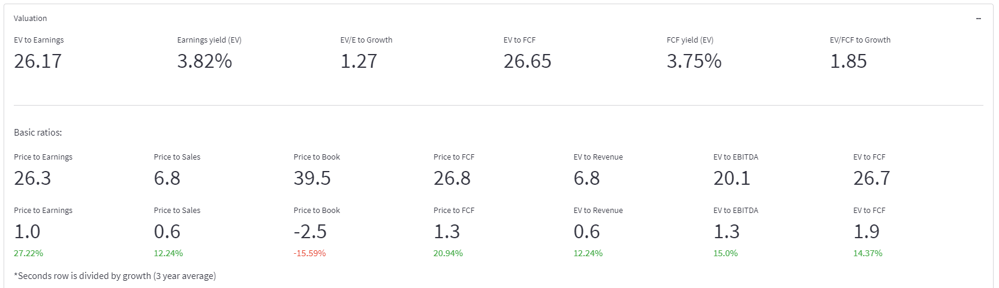 Valuation –
EV to Earnings Earnings yield (EV) EV/E to Growth EV to FCF FCF yield (EV) EV/FCF to Growth
26.17 3.82% 1.27 26.65 3.75% 1.85
Basic ratios:
Price to Earnings Price to Sales Price to Book Price to FCF EV to Revenue EV to EBITDA EV to FCF
26.3 6.8 39.5 26.8 6.8 20.1 26.7
Price to Earnings Price to Sales Price to Book Price to FCF EV to Revenue EV to EBITDA EV to FCF
1.0 0.6 -2.5 1.3 0.6 1.3 1.9
27.22% 12.24% -15.59% 20.94% 12.24% 15.0% 14.37%
*Seconds row is divided by growth (3 year average)